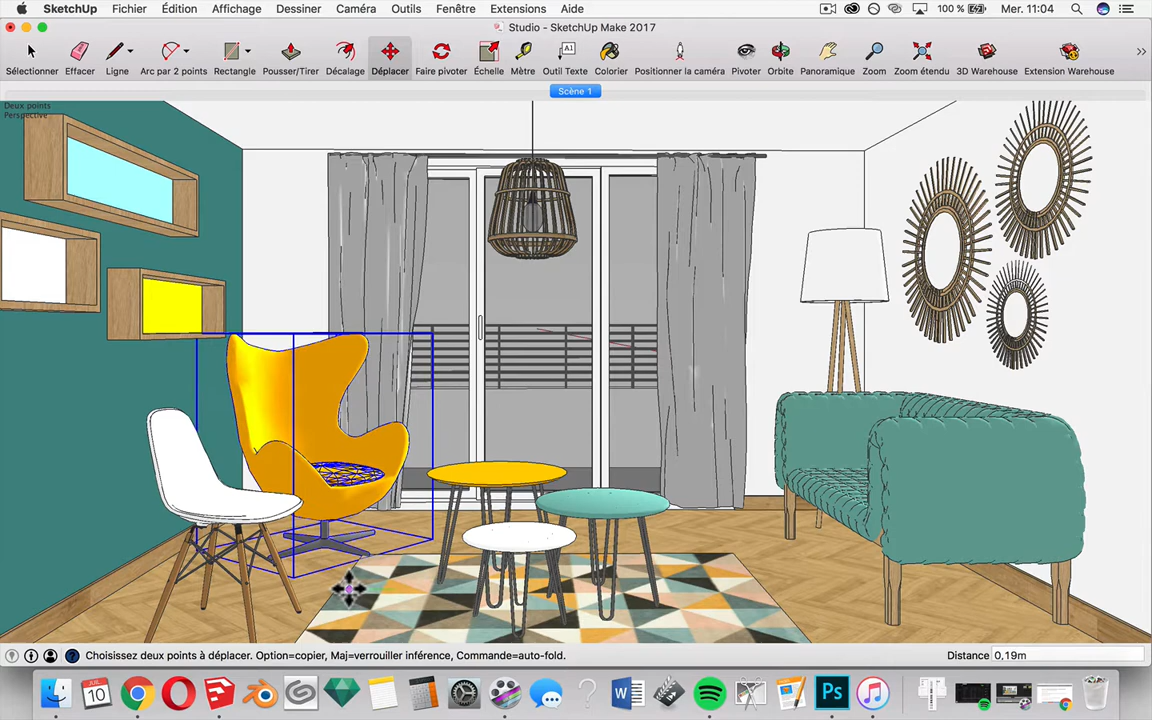 SketchUp Fichier Édition Affichage Dessiner Caméra Outils Fenêtre Extensions Aide 100 % Mer. 11:04
Studio - SketchUp Make 2017
Sélectionner Effacer Ligne Arc par 2 points Rectangle Pousser/Tirer Décalage Déplacer Faire pivoter Échelle Mètre Outil Texte Colorier Positionner la caméra Pivoter Orbite Panoramique Zoom Zoom étendu 3D Warehouse Extension Warehouse
Scène 1
Deux points
Perspective
Choisissez deux points à déplacer. Option=copier, Maj=verrouiller inférence, Commande=auto-fold. Distance 0,19m
JUIL
10
Ps